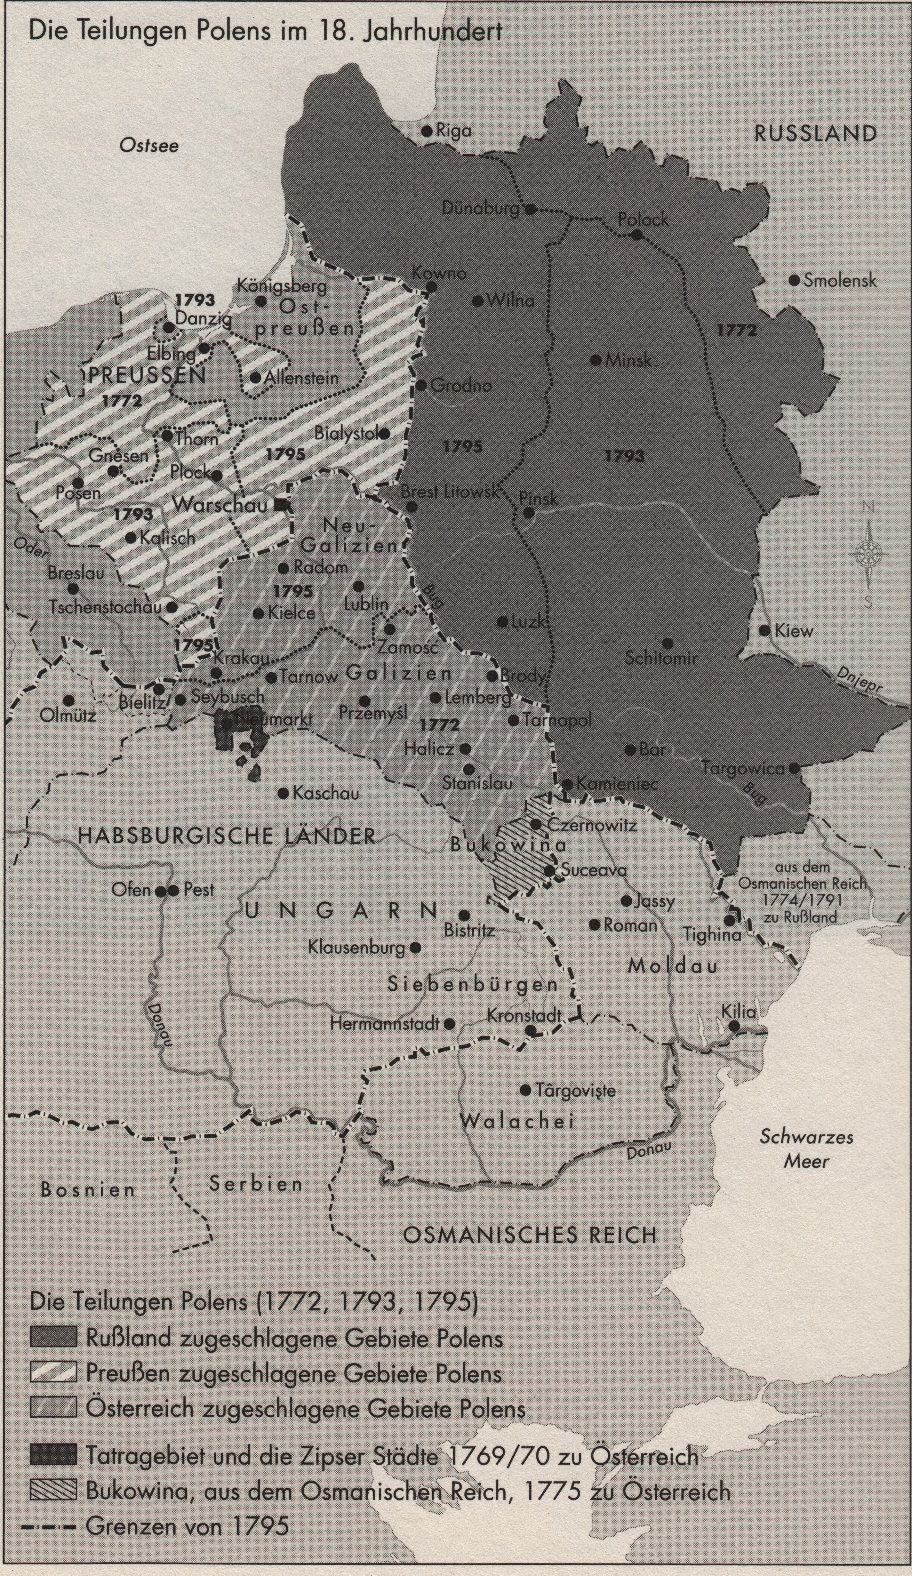 Die Teilungen Polens im 18. Jahrhundert
Ostsee
Riga
RUSSLAND
Dünaburg
Polock
Smolensk
Königsberg
Kowno
1793
Danzig
Ost-
preußen
Wilna
1772
Elbing
PREUSSEN
Allenstein
Minsk
Grodno
1772
Thorn
Bialystok
1795
1795
1793
Gnesen
Plock
Posen
Warschau
Brest Litowsk
Pinsk
1793
Neu-
Galizien
N
Kalisch
Oder
Radom
Breslau
1795
Lublin
Bug
S
Tschenstochau
Kielce
Luzk
Kiew
1795
Zamosc
Schitomir
Krakau
Tarnow
Galizien
Brody
Dnjepr
Olmütz
Bielitz
Seybusch
Przemyśl
Lemberg
Neumarkt
1772
Tarnopol
Halicz
Bar
Stanislau
Kamieniec
Targowica
Bug
Kaschau
Czernowitz
HABSBURGISCHE LÄNDER
Bukowina
Suceava
aus dem
Osmanischen Reich
1774/1791
zu Rußland
Ofen
Pest
UNGARN
Jassy
Bistritz
Roman
Tighina
Klausenburg
Moldau
Siebenbürgen
Donau
Hermannstadt
Kronstadt
Kilia
Târgovişte
Walachei
Donau
Schwarzes
Meer
Bosnien
Serbien
OSMANISCHES REICH
Die Teilungen Polens (1772, 1793, 1795)
Rußland zugeschlagene Gebiete Polens
Preußen zugeschlagene Gebiete Polens
Österreich zugeschlagene Gebiete Polens
Tatragebiet und die Zipser Städte 1769/70 zu Österreich
Bukowina, aus dem Osmanischen Reich, 1775 zu Österreich
Grenzen von 1795